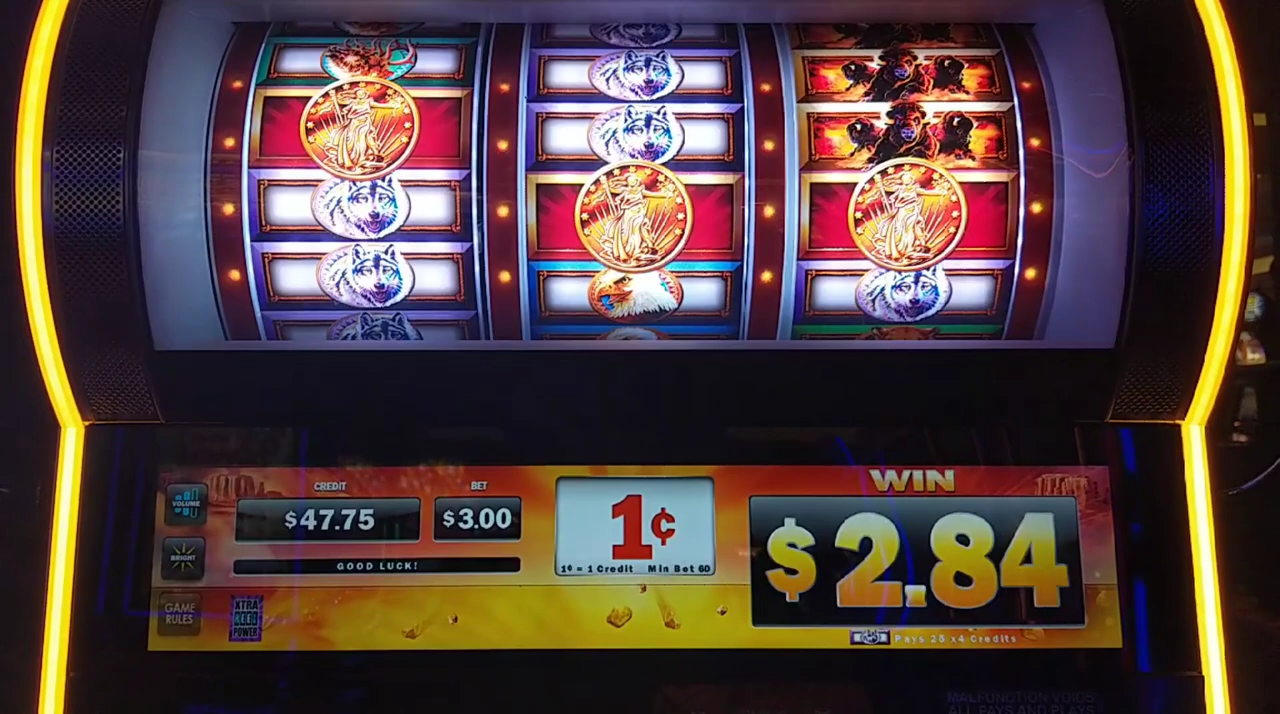 CREDIT
BET
WIN
VOLUME
$47.75
$3.00
1¢
$2.84
BRIGHT
GOOD LUCK!
1¢ = 1 Credit Min Bet 60
GAME
RULES
XTRA
REEL
POWER
Pays 25 x4 Credits
MALFUNCTION VOIDS
ALL PAYS AND PLAYS